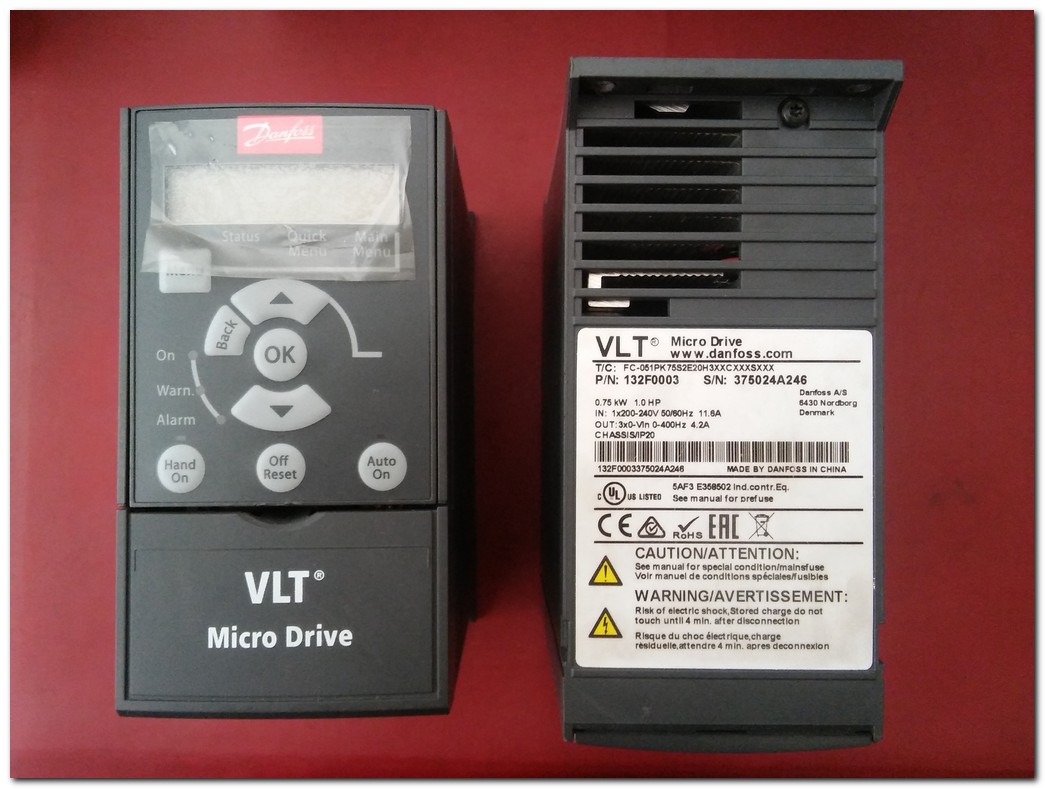 Danfoss
Status Quick Menu Main Menu
Menu
Back
OK
On
Warn.
Alarm
Hand On
Off Reset
Auto On
VLT®
Micro Drive
VLT® Micro Drive
www.danfoss.com
T/C: FC-051PK75S2E20H3XXCXXXSXXX
P/N: 132F0003 S/N: 375024A246
Danfoss A/S
6430 Nordborg
Denmark
0.75 kW 1.0 HP
IN: 1x200-240V 50/60Hz 11.6A
OUT: 3x0-Vin 0-400Hz 4.2A
CHASSIS/IP20
132F0003375024A246 MADE BY DANFOSS IN CHINA
c UL US LISTED 5AF3 E358502 Ind.contr.Eq.
See manual for prefuse
CE RoHS EAC
CAUTION/ATTENTION:
See manual for special condition/mainsfuse
Voir manuel de conditions spéciales/fusibles
WARNING/AVERTISSEMENT:
Risk of electric shock,Stored charge do not
touch until 4 min. after disconnection
Risque du choc électrique,charge
résiduelle,attendre 4 min. apres deconnexion